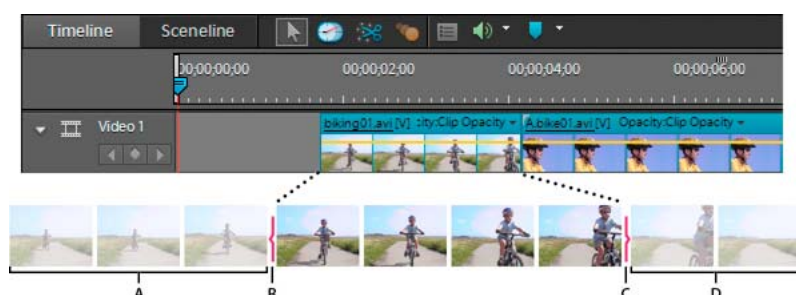 Timeline Sceneline
00;00;00;00 00;00;02;00 00;00;04;00 00;00;06;00
Video 1 biking01.avi [V] :ity:Clip Opacity A.bike01.avi [V] Opacity:Clip Opacity
A B C D